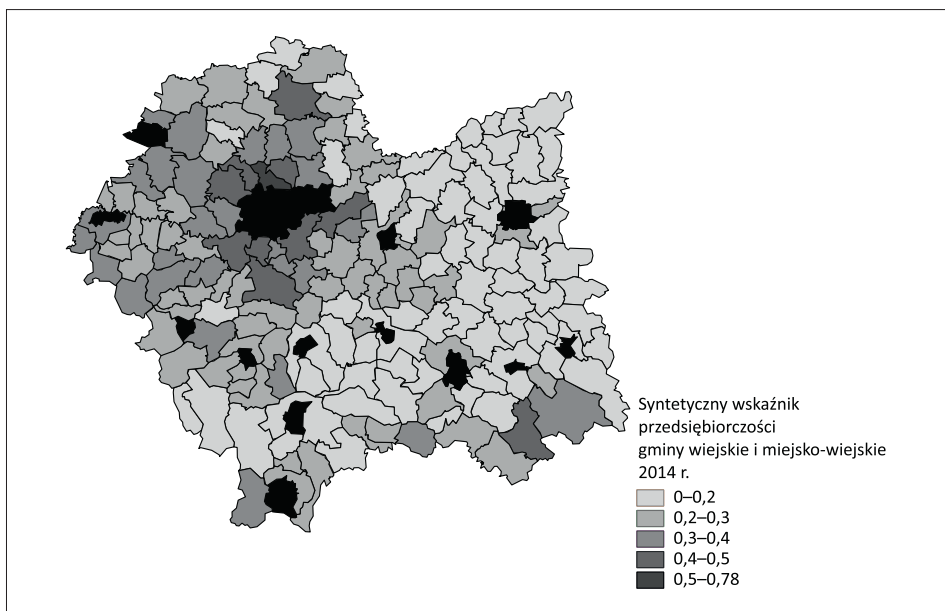 Syntetyczny wskaźnik
przedsiębiorczości
gminy wiejskie i miejsko-wiejskie
2014 r.
0–0,2
0,2–0,3
0,3–0,4
0,4–0,5
0,5–0,78